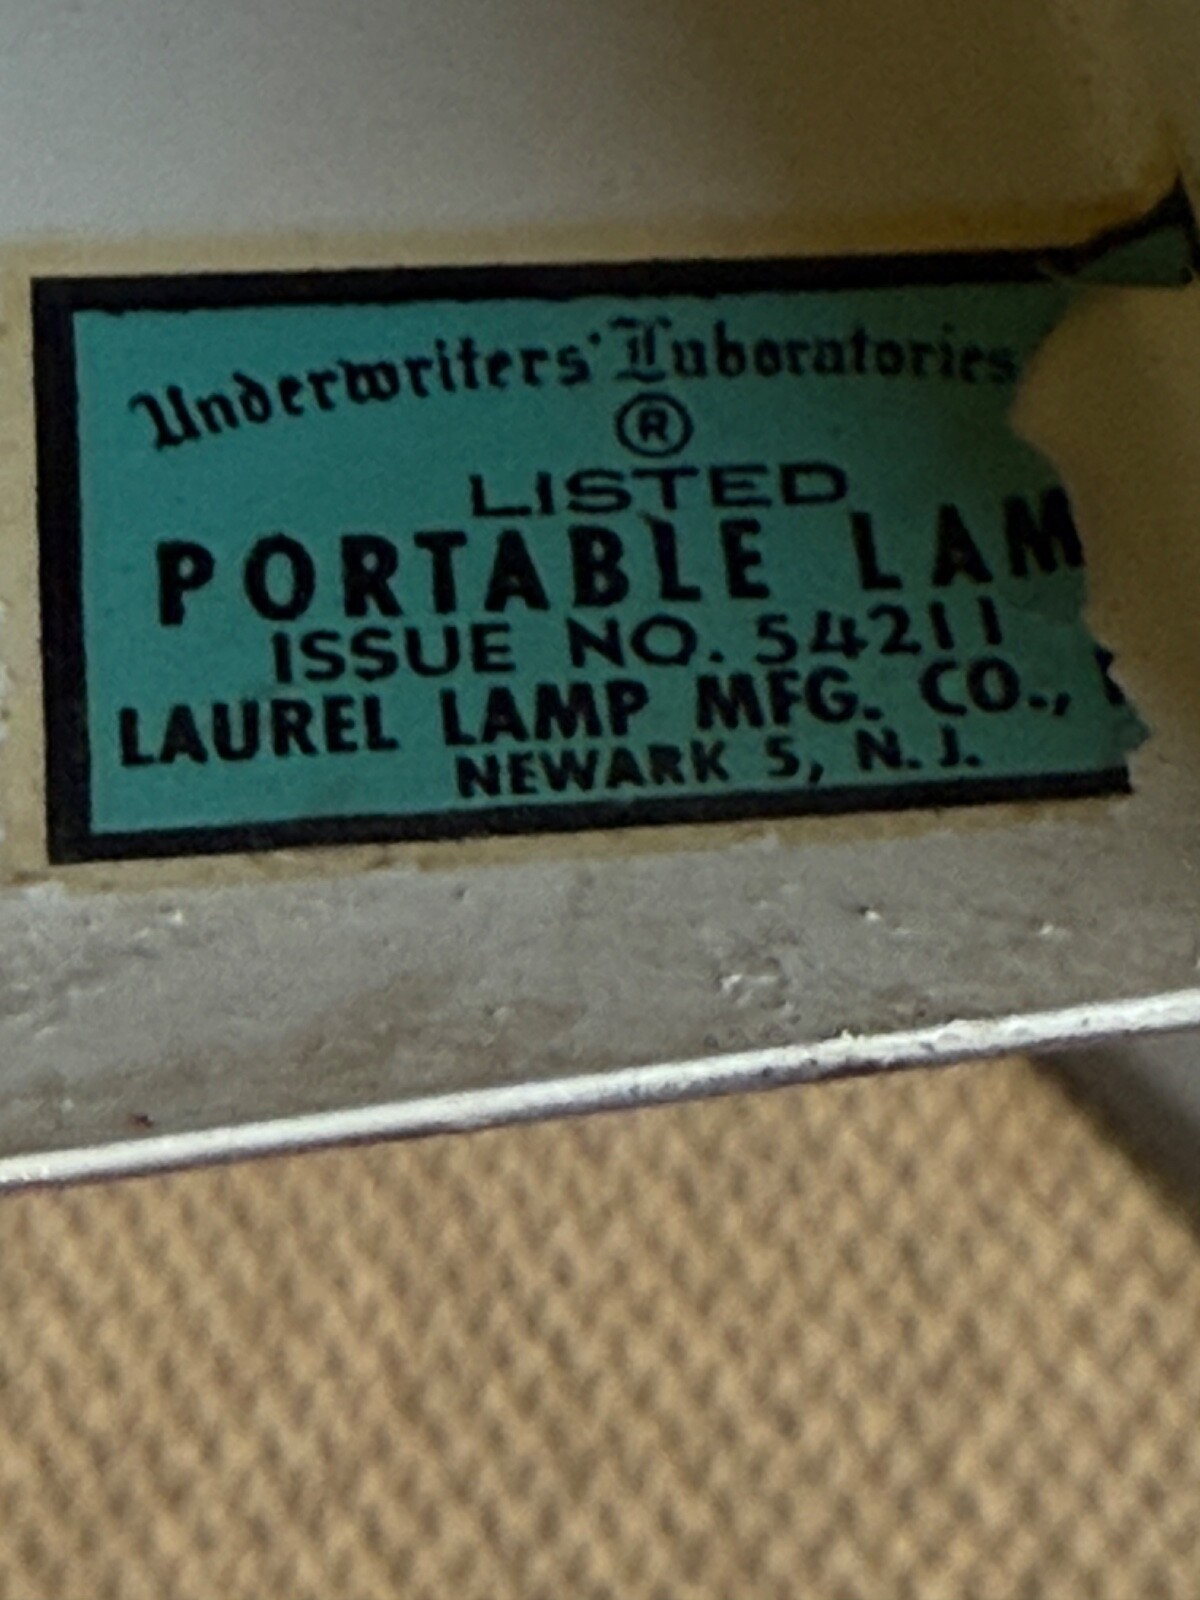 Underwriters' Laboratories
®
LISTED
PORTABLE LAM
ISSUE NO. 54211
LAUREL LAMP MFG. CO.,
NEWARK 5, N. J.